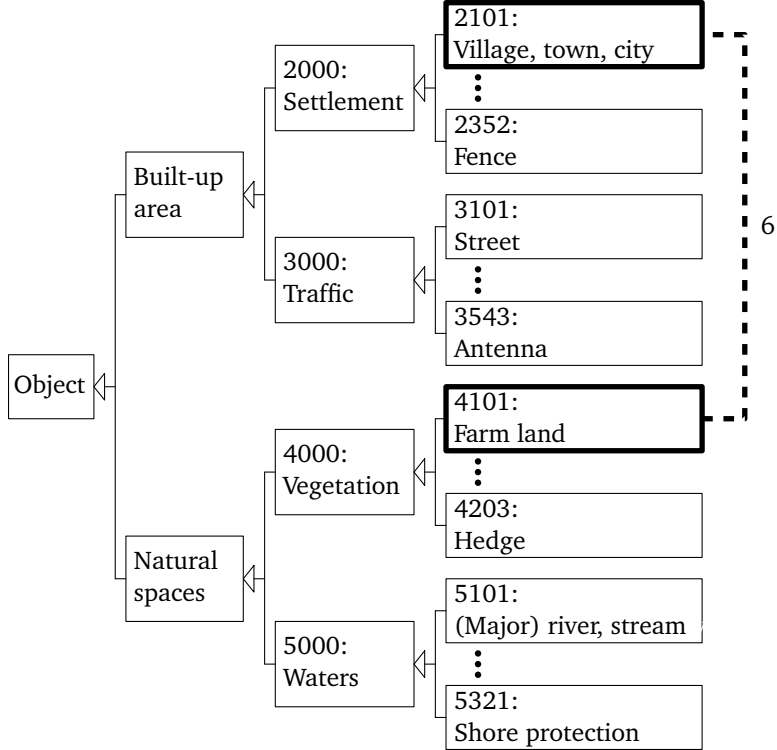 2101:
Village, town, city
2000:
Settlement
2352:
Fence
Built-up
area
3101:
Street
6
3000:
Traffic
3543:
Antenna
Object
4101:
Farm land
4000:
Vegetation
4203:
Hedge
Natural
spaces
5101:
(Major) river, stream
5000:
Waters
5321:
Shore protection